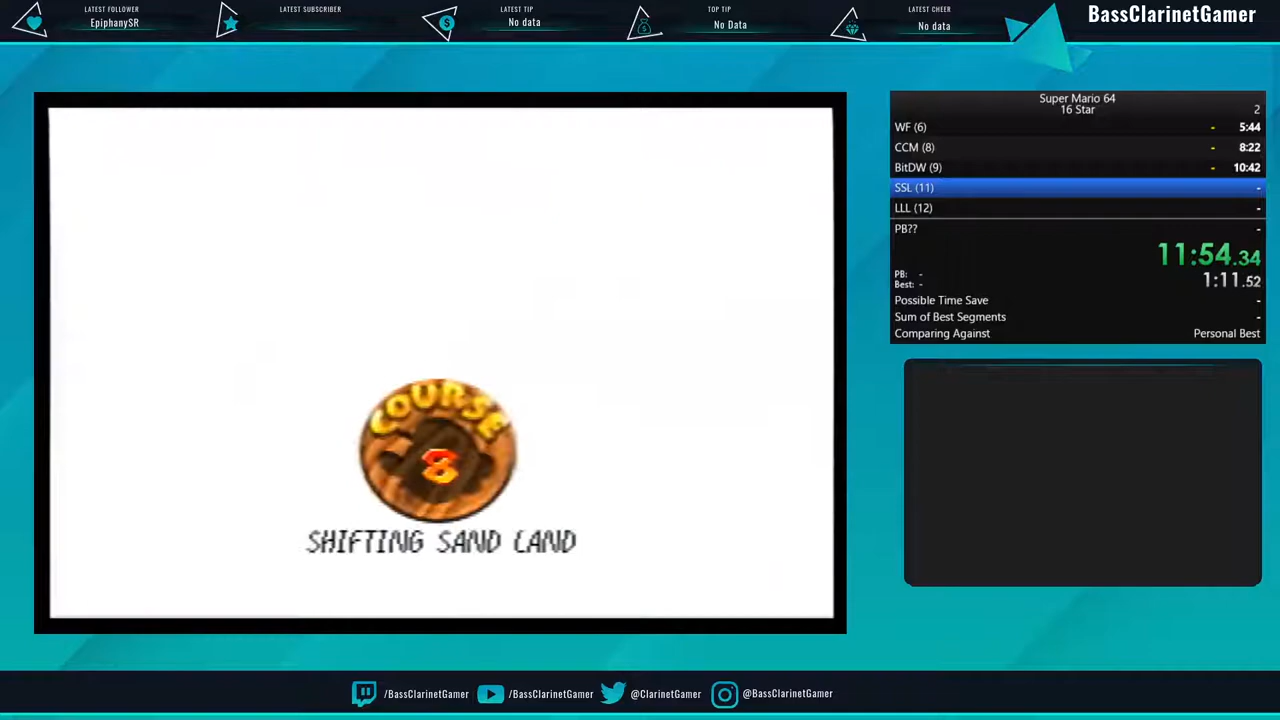 LATEST FOLLOWER
EpiphanySR
LATEST SUBSCRIBER
LATEST TIP
No data
TOP TIP
No Data
LATEST CHEER
No data
BassClarinetGamer
Super Mario 64
16 Star
2
WF (6) - 5:44
CCM (8) - 8:22
BitDW (9) - 10:42
SSL (11) -
LLL (12) -
PB?? -
11:54.34
PB: -
Best: -
1:11.52
Possible Time Save -
Sum of Best Segments -
Comparing Against Personal Best
COURSE
8
SHIFTING SAND LAND
/BassClarinetGamer
/BassClarinetGamer
@ClarinetGamer
@BassClarinetGamer